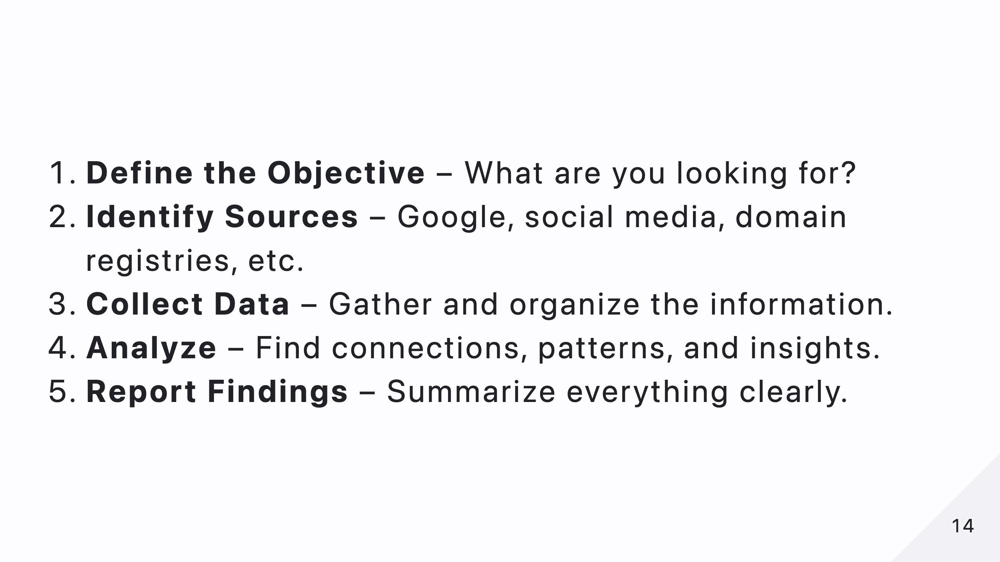 1. Define the Objective – What are you looking for?
2. Identify Sources – Google, social media, domain
registries, etc.
3. Collect Data – Gather and organize the information.
4. Analyze – Find connections, patterns, and insights.
5. Report Findings – Summarize everything clearly.
14